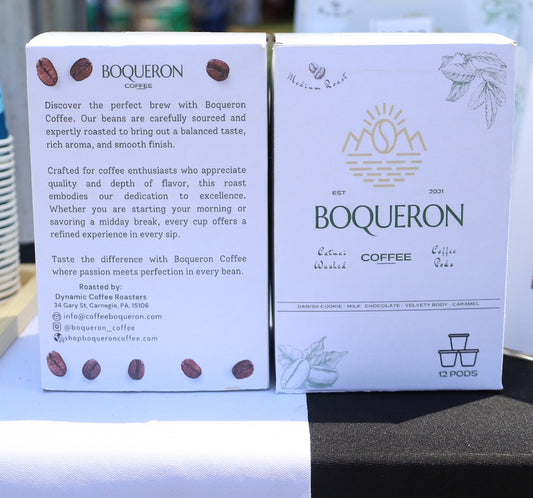 BOQUERON
COFFEE
Discover the perfect brew with Boqueron
Coffee. Our beans are carefully sourced and
expertly roasted to bring out a balanced taste,
rich aroma, and smooth finish.
Crafted for coffee enthusiasts who appreciate
quality and depth of flavor, this roast
embodies our dedication to excellence.
Whether you are starting your morning or
savoring a midday break, every cup offers a
refined experience in every sip.
Taste the difference with Boqueron Coffee
where passion meets perfection in every bean.
Roasted by:
Dynamic Coffee Roasters
34 Gary St, Carnegie, PA, 15106
info@coffeeboqueron.com
@boqueron_coffee
shopboqueroncoffee.com
Medium Roast
EST 2021
BOQUERON
Catuai Washed
COFFEE
Coffee Pods
DANISH COOKIE · MILK CHOCOLATE · VELVETY BODY · CARAMEL
12 PODS